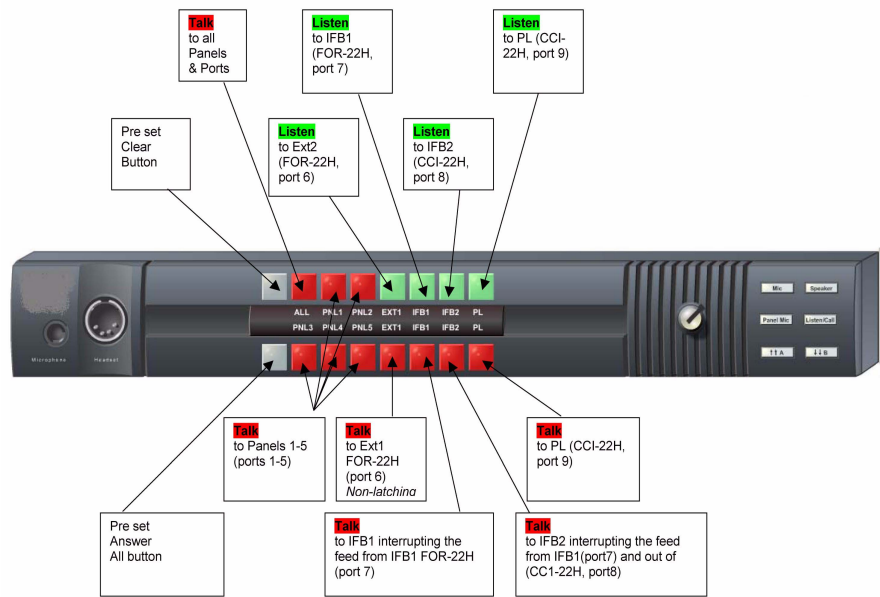 Talk
to all
Panels
& Ports
Listen
to IFB1
(FOR-22H,
port 7)
Listen
to PL (CCI-
22H, port 9)
Pre set
Clear
Button
Listen
to Ext2
(FOR-22H,
port 6)
Listen
to IFB2
(CCI-22H,
port 8)
ALL PNL1 PNL2 EXT1 IFB1 IFB2 PL
PNL3 PNL4 PNL5 EXT1 IFB1 IFB2 PL
Microphone
Headset
Mic
Speaker
Panel Mic
Listen/Call
↑↑ A
↓↓ B
Talk
to Panels 1-5
(ports 1-5)
Talk
to Ext1
FOR-22H
(port 6)
Non-latching
Talk
to PL (CCI-22H,
port 9)
Pre set
Answer
All button
Talk
to IFB1 interrupting the
feed from IFB1 FOR-22H
(port 7)
Talk
to IFB2 interrupting the feed
from IFB1(port7) and out of
(CC1-22H, port8)